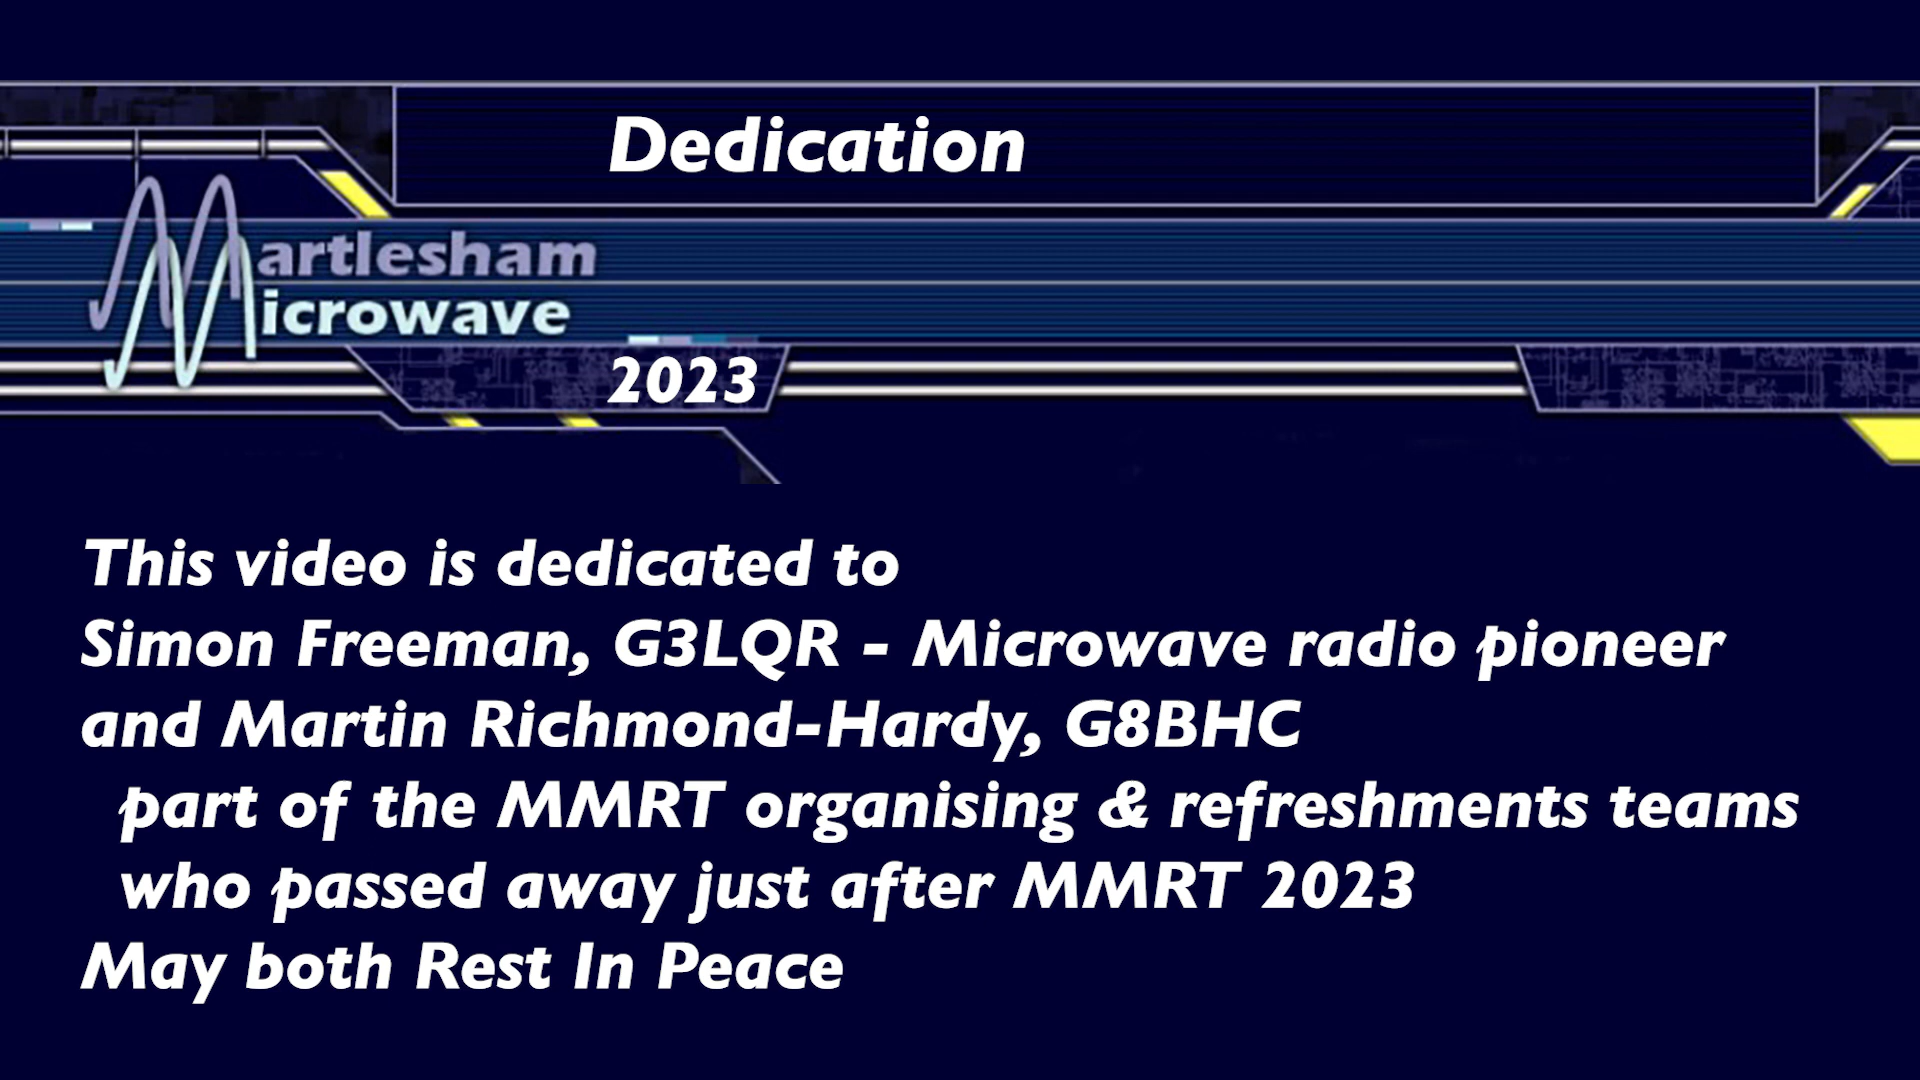 Dedication
Martlesham
Microwave
2023
This video is dedicated to
Simon Freeman, G3LQR - Microwave radio pioneer
and Martin Richmond-Hardy, G8BHC
part of the MMRT organising & refreshments teams
who passed away just after MMRT 2023
May both Rest In Peace